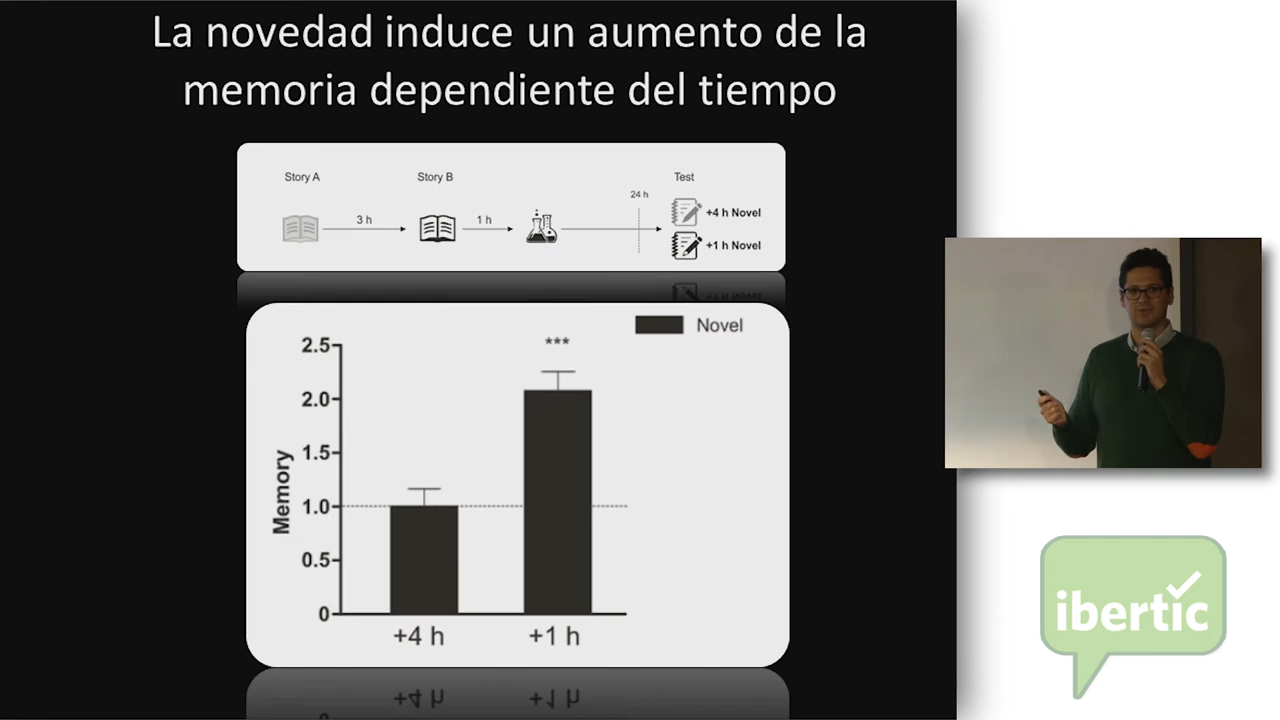 La novedad induce un aumento de la
memoria dependiente del tiempo
Story A
Story B
Test
24 h
3 h
1 h
+4 h Novel
+1 h Novel
Novel
***
2.5
2.0
1.5
1.0
0.5
0
Memory
+4 h
+1 h
ibertic